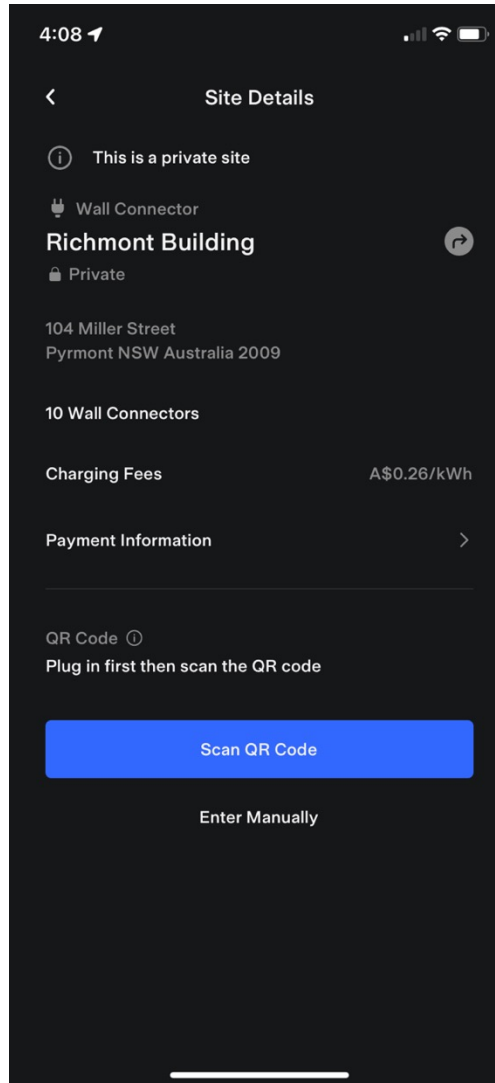 4:08
Site Details
This is a private site
Wall Connector
Richmont Building
Private
104 Miller Street
Pyrmont NSW Australia 2009
10 Wall Connectors
Charging Fees A$0.26/kWh
Payment Information
QR Code
Plug in first then scan the QR code
Scan QR Code
Enter Manually